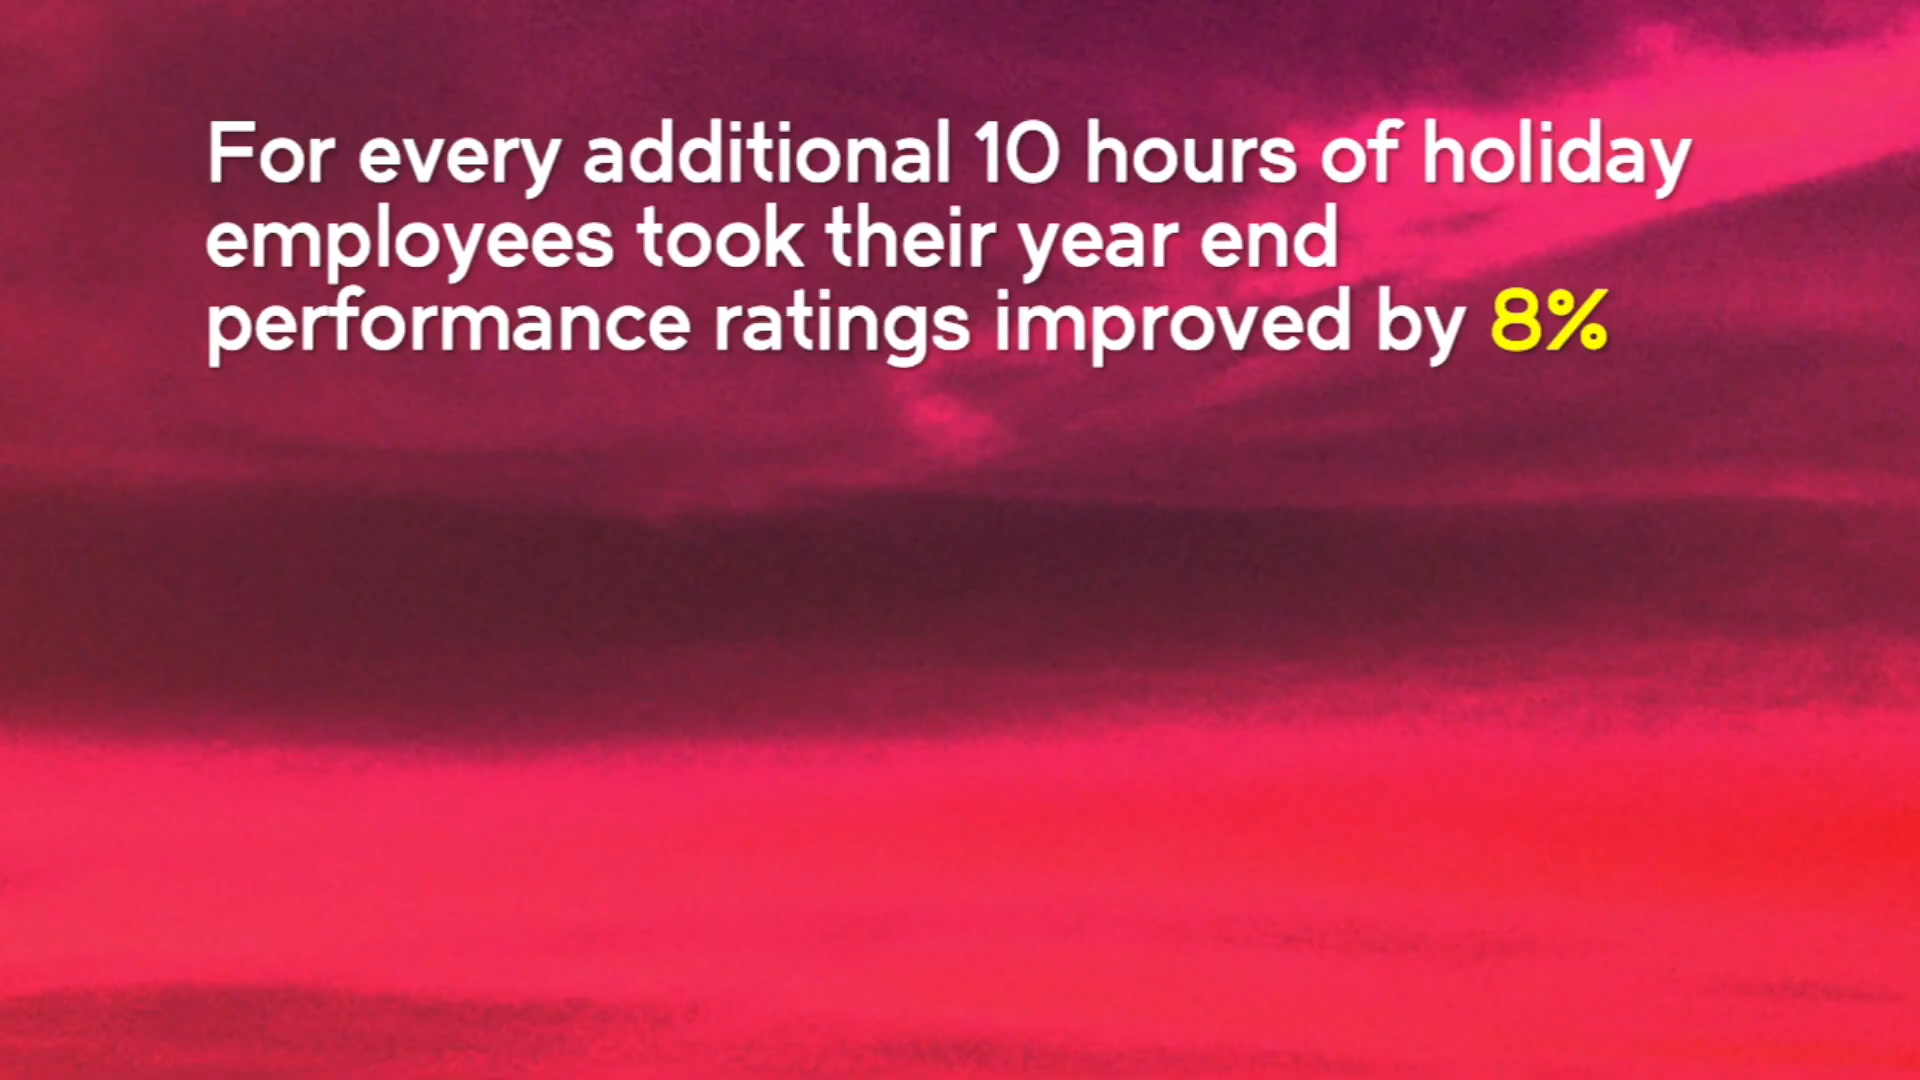 For every additional 10 hours of holiday
employees took their year end
performance ratings improved by 8%